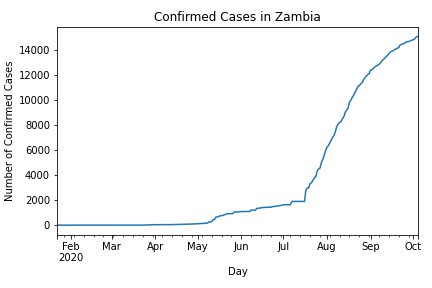 Confirmed Cases in Zambia
Number of Confirmed Cases
14000
12000
10000
8000
6000
4000
2000
0
Feb Mar Apr May Jun Jul Aug Sep Oct
2020
Day